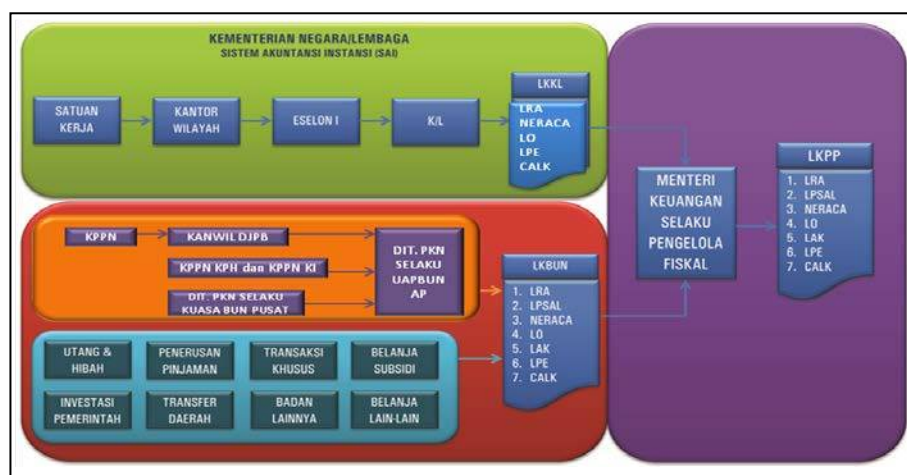 KEMENTERIAN NEGARA/LEMBAGA
SISTEM AKUNTANSI INSTANSI (SAI)
SATUAN
KERJA
KANTOR
WILAYAH
ESELON I
K/L
LKKL
LRA
NERACA
LO
LPE
CALK
KPPN
KANWIL DJPB
KPPN KPH dan KPPN KI
DIT. PKN SELAKU
KUASA BUN PUSAT
DIT. PKN
SELAKU
UAPBUN
AP
UTANG &
HIBAH
PENERUSAN
PINJAMAN
TRANSAKSI
KHUSUS
BELANJA
SUBSIDI
INVESTASI
PEMERINTAH
TRANSFER
DAERAH
BADAN
LAINNYA
BELANJA
LAIN-LAIN
LKBUN
1. LRA
2. LPSAL
3. NERACA
4. LO
5. LAK
6. LPE
7. CALK
MENTERI
KEUANGAN
SELAKU
PENGELOLA
FISKAL
LKPP
1. LRA
2. LPSAL
3. NERACA
4. LO
5. LAK
6. LPE
7. CALK